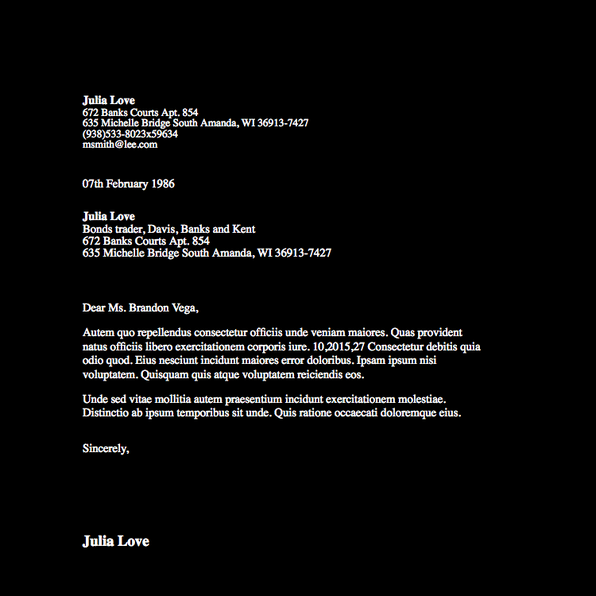 Julia Love
672 Banks Courts Apt. 854
635 Michelle Bridge South Amanda, WI 36913-7427
(938)533-8023x59634
msmith@lee.com
07th February 1986
Julia Love
Bonds trader, Davis, Banks and Kent
672 Banks Courts Apt. 854
635 Michelle Bridge South Amanda, WI 36913-7427
Dear Ms. Brandon Vega,
Autem quo repellendus consectetur officiis unde veniam maiores. Quas provident
natus officiis libero exercitationem corporis iure. 10,2015,27 Consectetur debitis quia
odio quod. Eius nesciunt incidunt maiores error doloribus. Ipsam ipsum nisi
voluptatem. Quisquam quis atque voluptatem reiciendis eos.
Unde sed vitae mollitia autem praesentium incidunt exercitationem molestiae.
Distinctio ab ipsum temporibus sit unde. Quis ratione occaecati doloremque eius.
Sincerely,
Julia Love